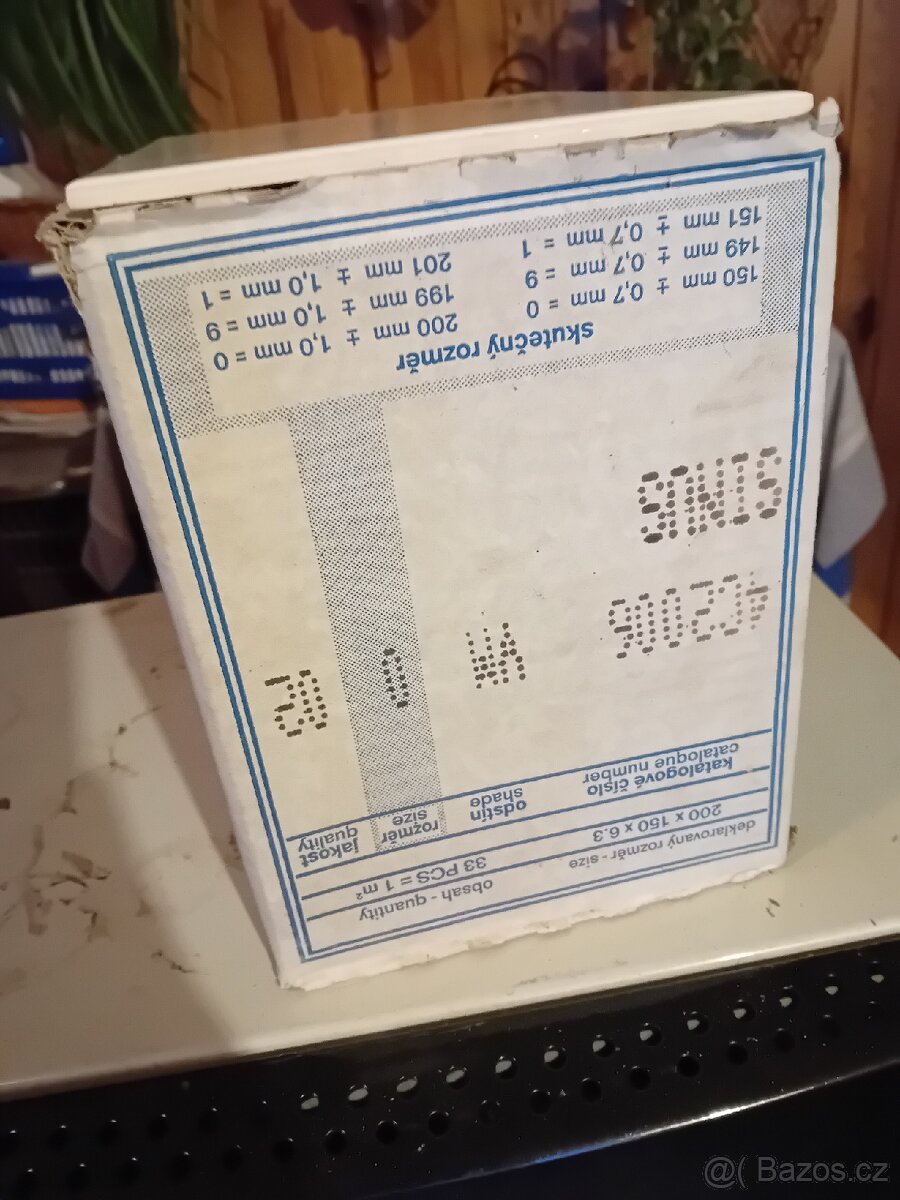 deklarovaný rozměr - size obsah - quantity
200 x 150 x 6.3 33 PCS = 1 m²
katalogové číslo odstín rozměr jakost
catalogue number shade size quality
0
SINUS
skutečný rozměr
150 mm ± 0,7 mm = 0 200 mm ± 1,0 mm = 0
149 mm ± 0,7 mm = 9 199 mm ± 1,0 mm = 9
151 mm ± 0,7 mm = 1 201 mm ± 1,0 mm = 1
@( Bazos.cz